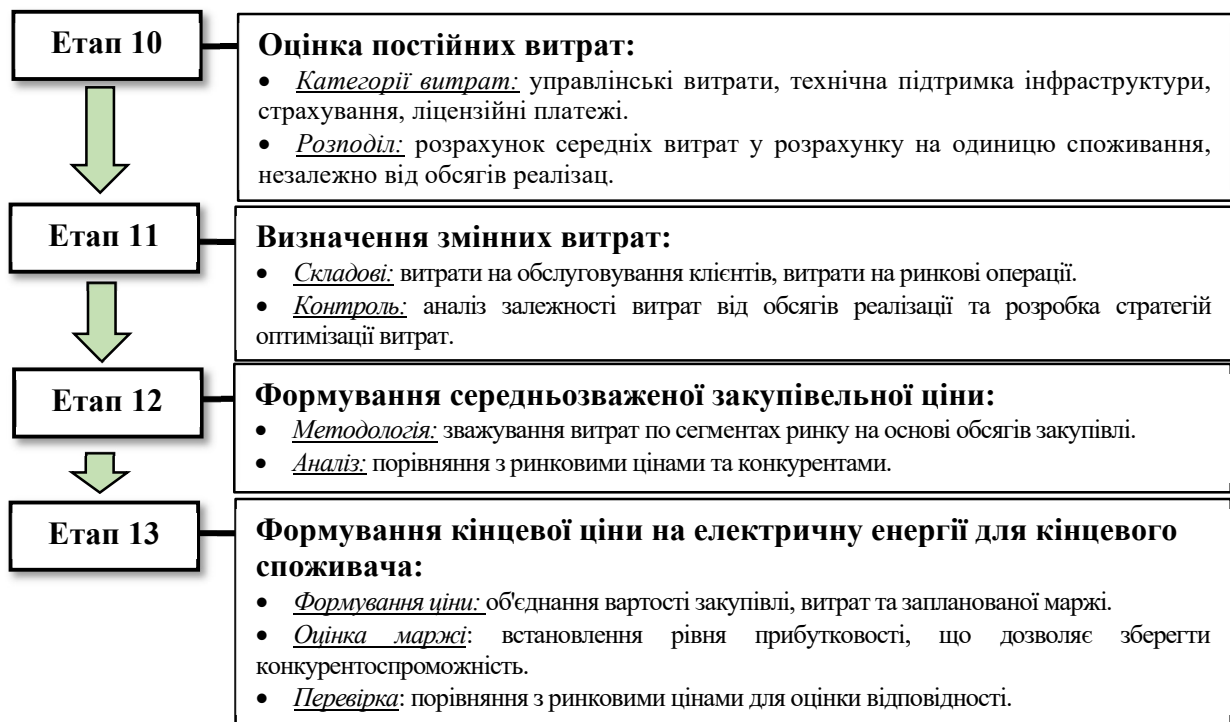 Етап 10
Оцінка постійних витрат:
• Категорії витрат: управлінські витрати, технічна підтримка інфраструктури,
страхування, ліцензійні платежі.
• Розподіл: розрахунок середніх витрат у розрахунку на одиницю споживання,
незалежно від обсягів реалізац.
Етап 11
Визначення змінних витрат:
• Складові: витрати на обслуговування клієнтів, витрати на ринкові операції.
• Контроль: аналіз залежності витрат від обсягів реалізації та розробка стратегій
оптимізації витрат.
Етап 12
Формування середньозваженої закупівельної ціни:
• Методологія: зважування витрат по сегментах ринку на основі обсягів закупівлі.
• Аналіз: порівняння з ринковими цінами та конкурентами.
Етап 13
Формування кінцевої ціни на електричну енергії для кінцевого
споживача:
• Формування ціни: об'єднання вартості закупівлі, витрат та запланованої маржі.
• Оцінка маржі: встановлення рівня прибутковості, що дозволяє зберегти
конкурентоспроможність.
• Перевірка: порівняння з ринковими цінами для оцінки відповідності.